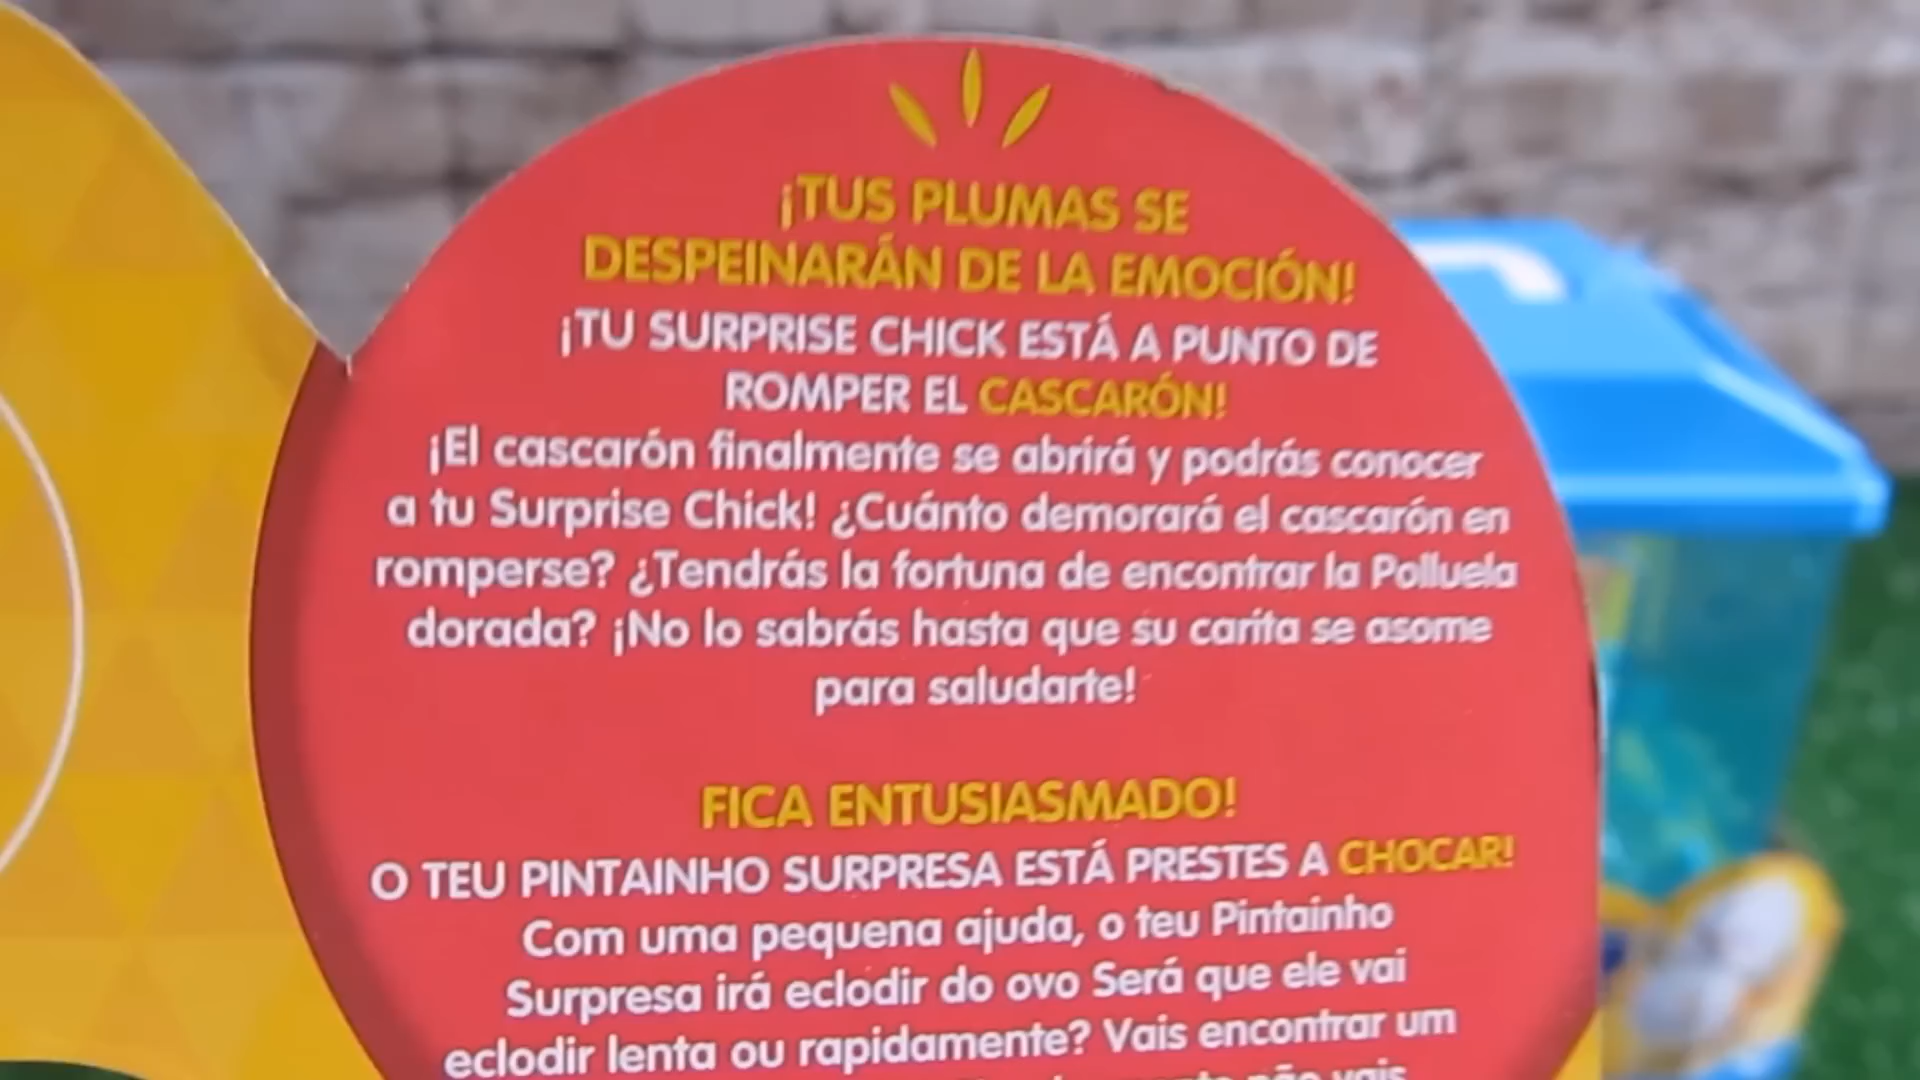 ¡TUS PLUMAS SE
DESPEINARÁN DE LA EMOCIÓN!
¡TU SURPRISE CHICK ESTÁ A PUNTO DE
ROMPER EL CASCARÓN!
¡El cascarón finalmente se abrirá y podrás conocer
a tu Surprise Chick! ¿Cuánto demorará el cascarón en
romperse? ¿Tendrás la fortuna de encontrar la Polluela
dorada? ¡No lo sabrás hasta que su carita se asome
para saludarte!
FICA ENTUSIASMADO!
O TEU PINTAINHO SURPRESA ESTÁ PRESTES A CHOCAR!
Com uma pequena ajuda, o teu Pintainho
Surpresa irá eclodir do ovo Será que ele vai
eclodir lenta ou rapidamente? Vais encontrar um
não vais